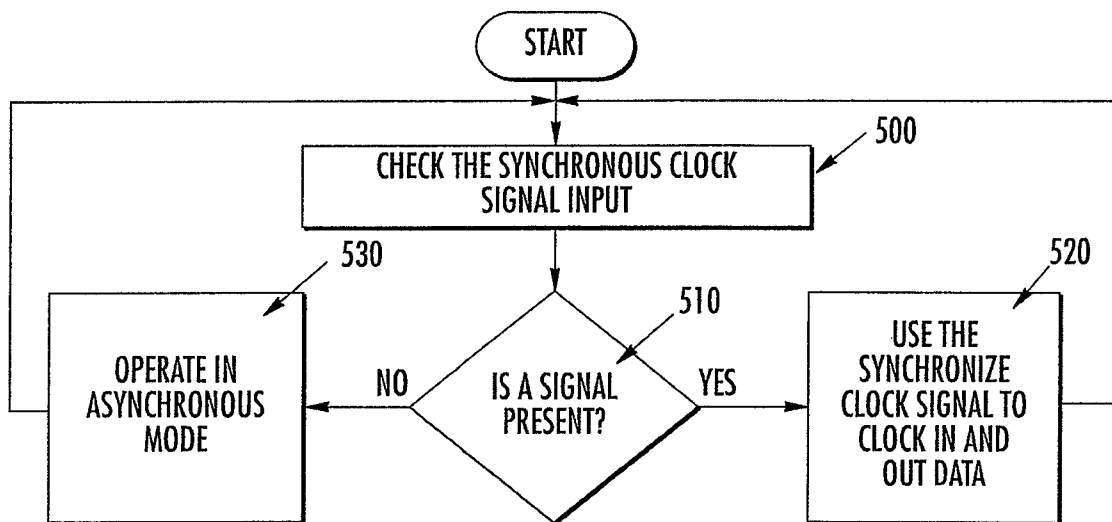 START
500
CHECK THE SYNCHRONOUS CLOCK
SIGNAL INPUT
530
OPERATE IN
ASYNCHRONOUS
MODE
NO
510
IS A SIGNAL
PRESENT?
YES
520
USE THE
SYNCHRONIZE
CLOCK SIGNAL TO
CLOCK IN AND
OUT DATA